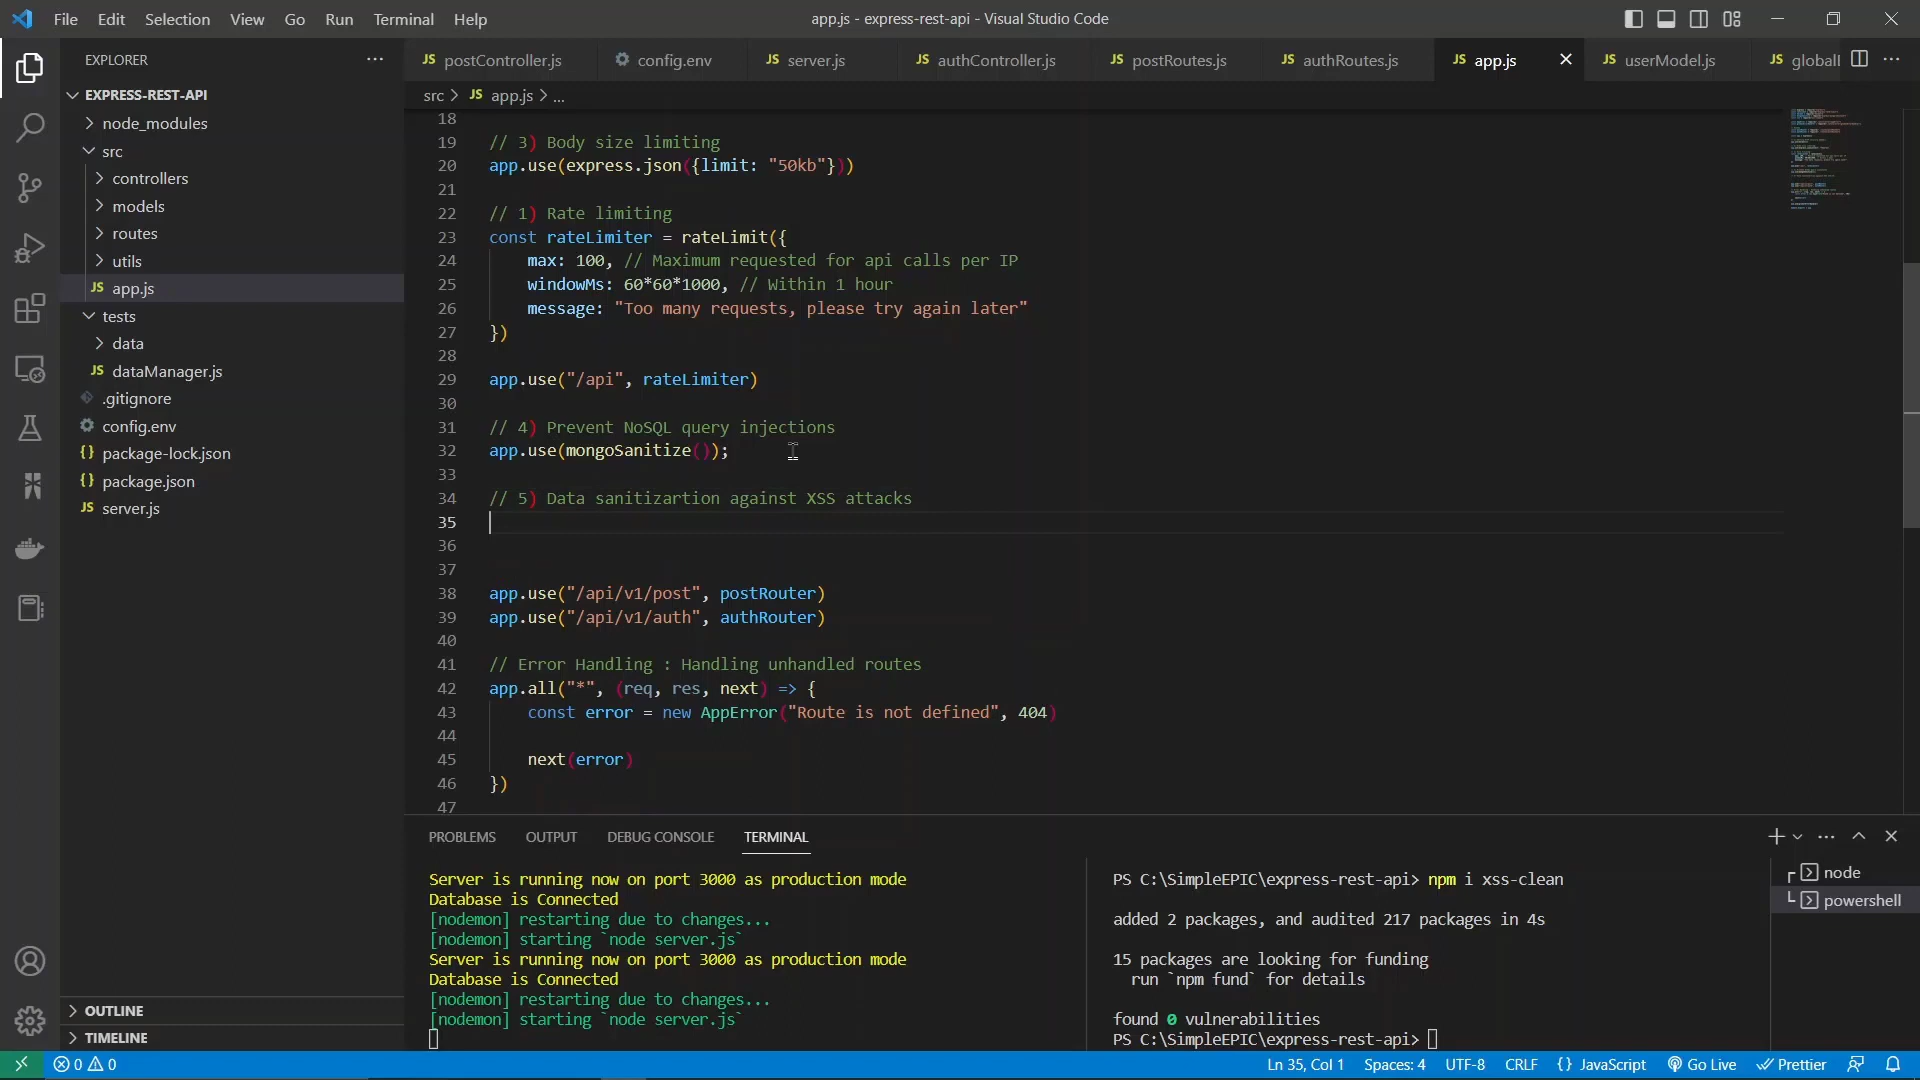 File Edit Selection View Go Run Terminal Help
app.js - express-rest-api - Visual Studio Code
EXPLORER
EXPRESS-REST-API
node_modules
src
controllers
models
routes
utils
JS app.js
tests
data
JS dataManager.js
.gitignore
config.env
{} package-lock.json
{} package.json
JS server.js
OUTLINE
TIMELINE
JS postController.js
config.env
JS server.js
JS authController.js
JS postRoutes.js
JS authRoutes.js
JS app.js
JS userModel.js
JS globalI
src > JS app.js > ...
18
19 // 3) Body size limiting
20 app.use(express.json({limit: "50kb"}))
21
22 // 1) Rate limiting
23 const rateLimiter = rateLimit({
24 max: 100, // Maximum requested for api calls per IP
25 windowMs: 60*60*1000, // Within 1 hour
26 message: "Too many requests, please try again later"
27 })
28
29 app.use("/api", rateLimiter)
30
31 // 4) Prevent NoSQL query injections
32 app.use(mongoSanitize());
33
34 // 5) Data sanitizartion against XSS attacks
35
36
37
38 app.use("/api/v1/post", postRouter)
39 app.use("/api/v1/auth", authRouter)
40
41 // Error Handling : Handling unhandled routes
42 app.all("*", (req, res, next) => {
43 const error = new AppError("Route is not defined", 404)
44
45 next(error)
46 })
47
PROBLEMS OUTPUT DEBUG CONSOLE TERMINAL
Server is running now on port 3000 as production mode
Database is Connected
[nodemon] restarting due to changes...
[nodemon] starting `node server.js`
Server is running now on port 3000 as production mode
Database is Connected
[nodemon] restarting due to changes...
[nodemon] starting `node server.js`
PS C:\SimpleEPIC\express-rest-api> npm i xss-clean
added 2 packages, and audited 217 packages in 4s
15 packages are looking for funding
run `npm fund` for details
found 0 vulnerabilities
PS C:\SimpleEPIC\express-rest-api>
node
powershell
0 0
Ln 35, Col 1 Spaces: 4 UTF-8 CRLF {} JavaScript Go Live Prettier